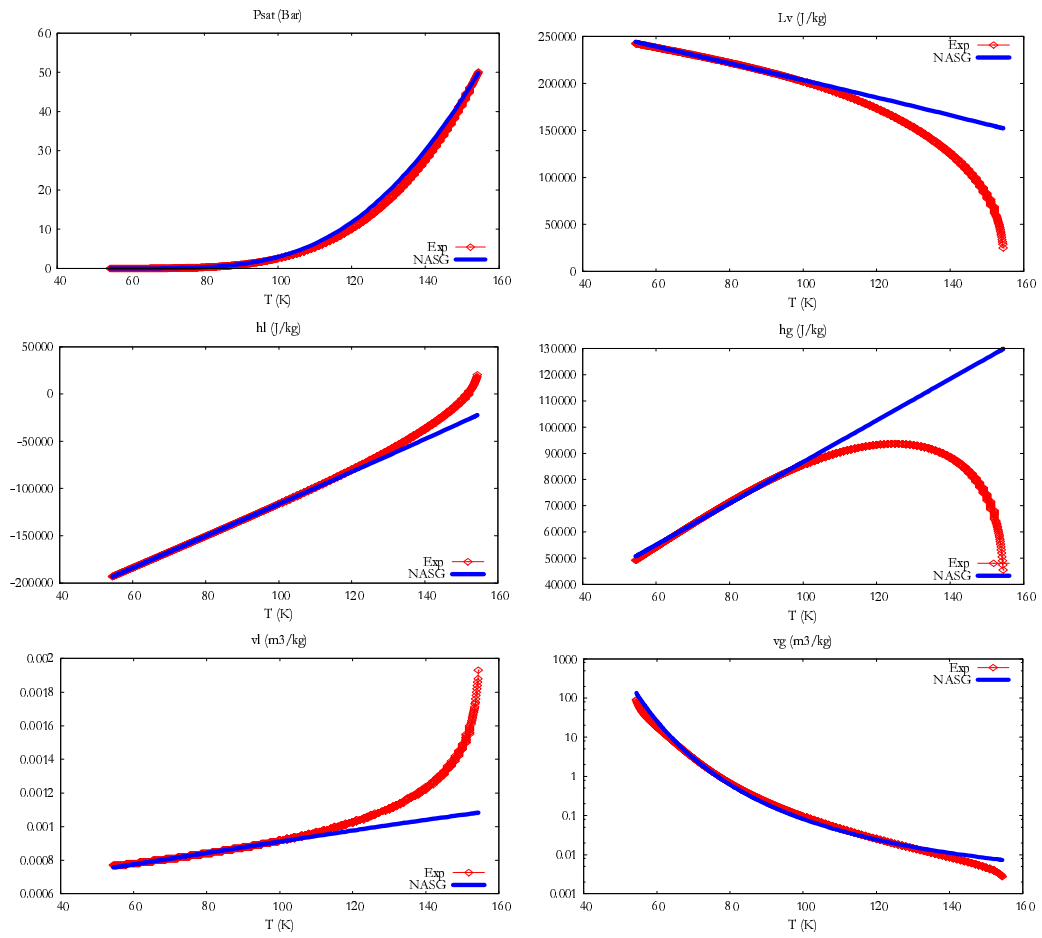 Psat (Bar)
60
50
40
30
20
10
0
Exp
NASG
40 60 80 100 120 140 160
T (K)
Lv (J/kg)
250000
200000
150000
100000
50000
0
Exp
NASG
40 60 80 100 120 140 160
T (K)
hl (J/kg)
50000
0
-50000
-100000
-150000
-200000
Exp
NASG
40 60 80 100 120 140 160
T (K)
hg (J/kg)
130000
120000
110000
100000
90000
80000
70000
60000
50000
40000
Exp
NASG
40 60 80 100 120 140 160
T (K)
vl (m3/kg)
0.002
0.0018
0.0016
0.0014
0.0012
0.001
0.0008
0.0006
Exp
NASG
40 60 80 100 120 140 160
T (K)
vg (m3/kg)
1000
100
10
1
0.1
0.01
0.001
Exp
NASG
40 60 80 100 120 140 160
T (K)